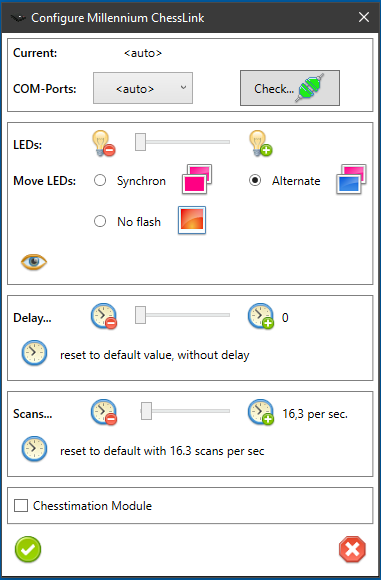 Configure Millennium ChessLink
Current: <auto>
COM-Ports: <auto> Check...
LEDs:
Move LEDs: Synchron Alternate
No flash
Delay... 0
reset to default value, without delay
Scans... 16,3 per sec.
reset to default with 16.3 scans per sec
Chesstimation Module